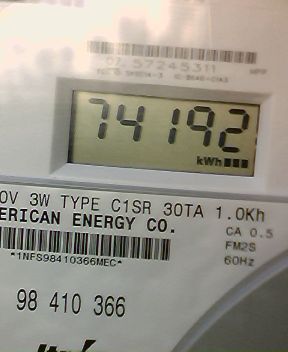 57245311
74192
kWh
0V 3W TYPE C1SR 30TA 1.0Kh
ERICAN ENERGY CO.
CA 0.5
FM2S
*1NFS98410366MEC*
60Hz
98 410 366